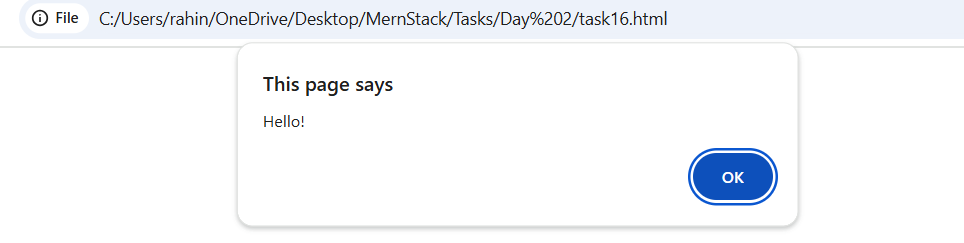 File C:/Users/rahin/OneDrive/Desktop/MernStack/Tasks/Day%202/task16.html
This page says
Hello!
OK